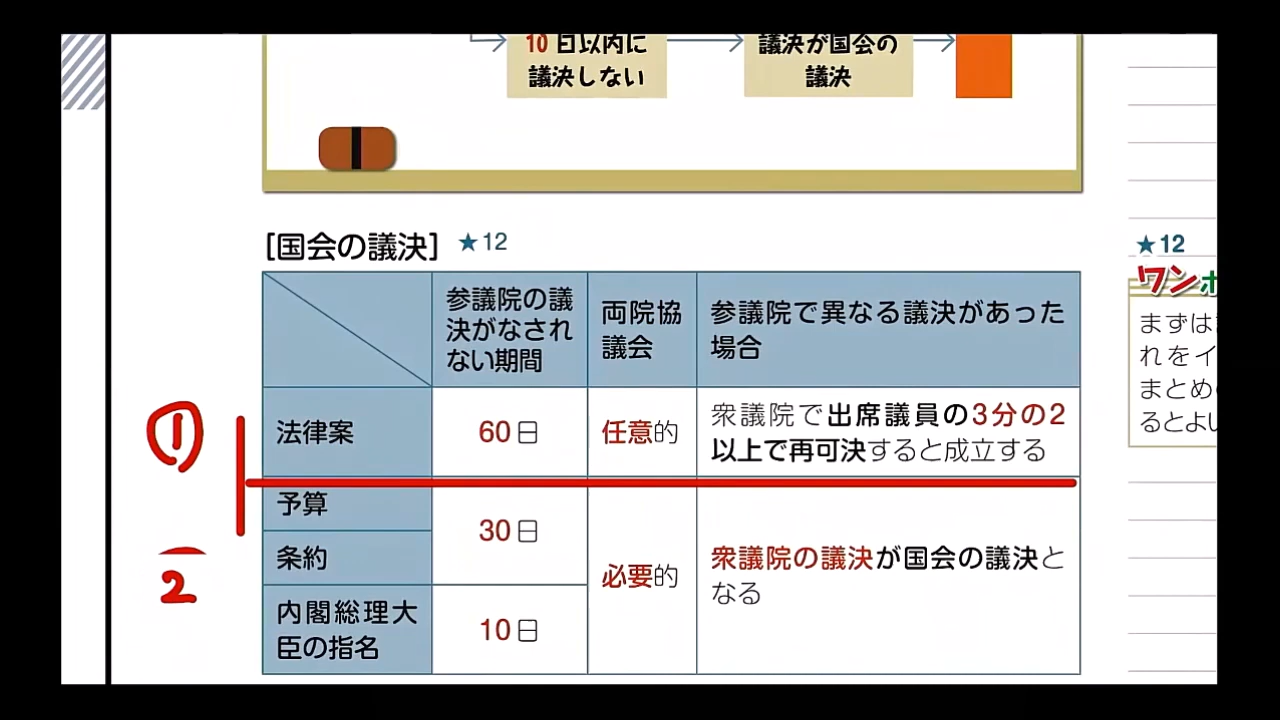 10日以内に
議決しない
議決が国会の
議決
[国会の議決] ★12
参議院の議
決がなされ
ない期間
両院協
議会
参議院で異なる議決があった
場合
法律案
60日
任意的
衆議院で出席議員の3分の2
以上で再可決すると成立する
予算
30日
条約
必要的
衆議院の議決が国会の議決と
なる
内閣総理大
臣の指名
10日
①
2
★12
ワン
まずは
れをイ
まとめ
るとよい